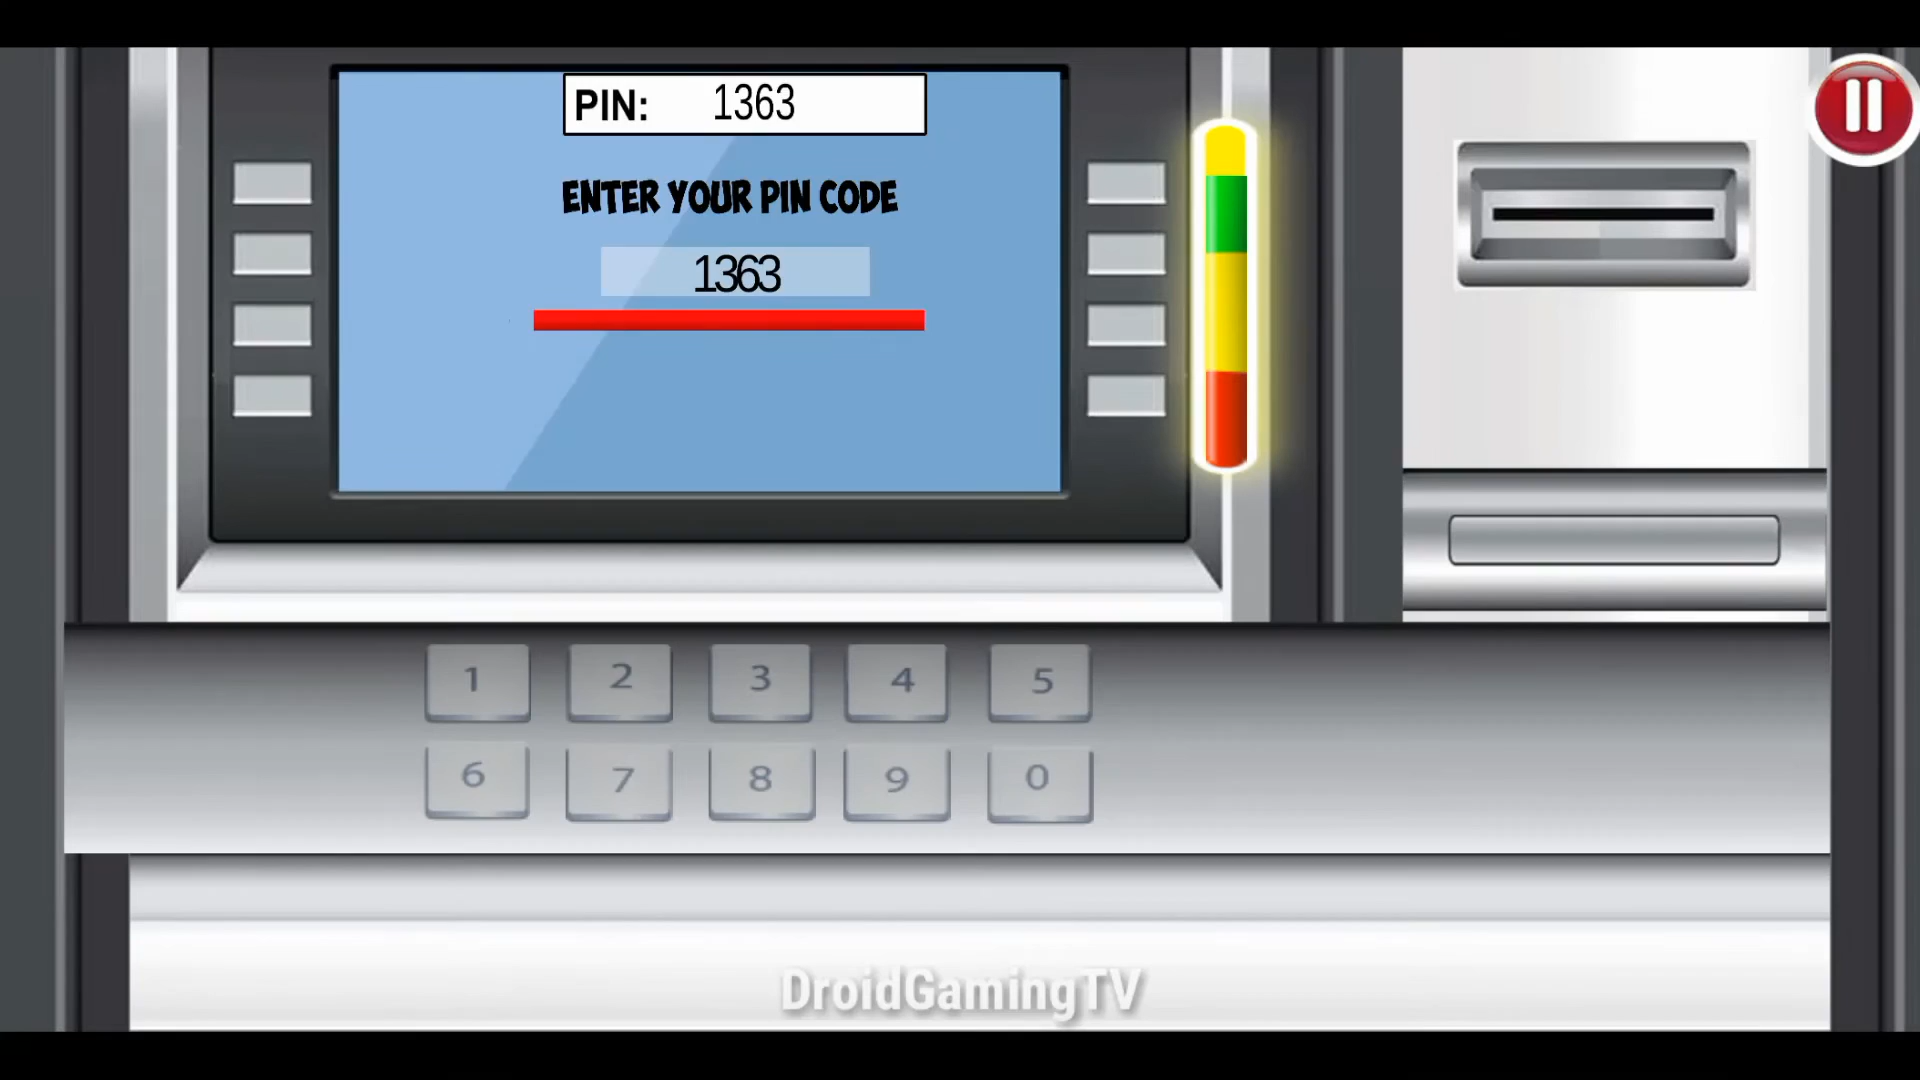 PIN: 1363
ENTER YOUR PIN CODE
1363
1 2 3 4 5
6 7 8 9 0
DroidGamingTV